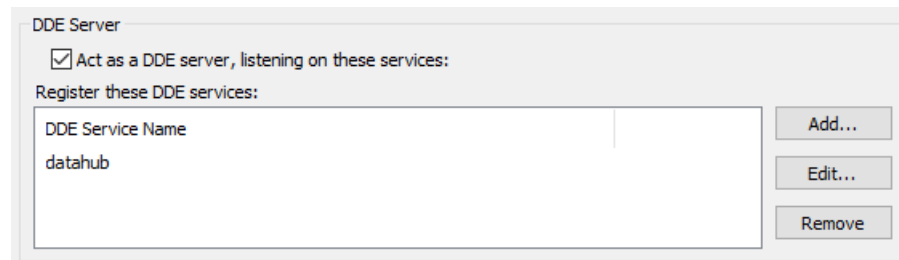 DDE Server
Act as a DDE server, listening on these services:
Register these DDE services:
DDE Service Name
datahub
Add...
Edit...
Remove